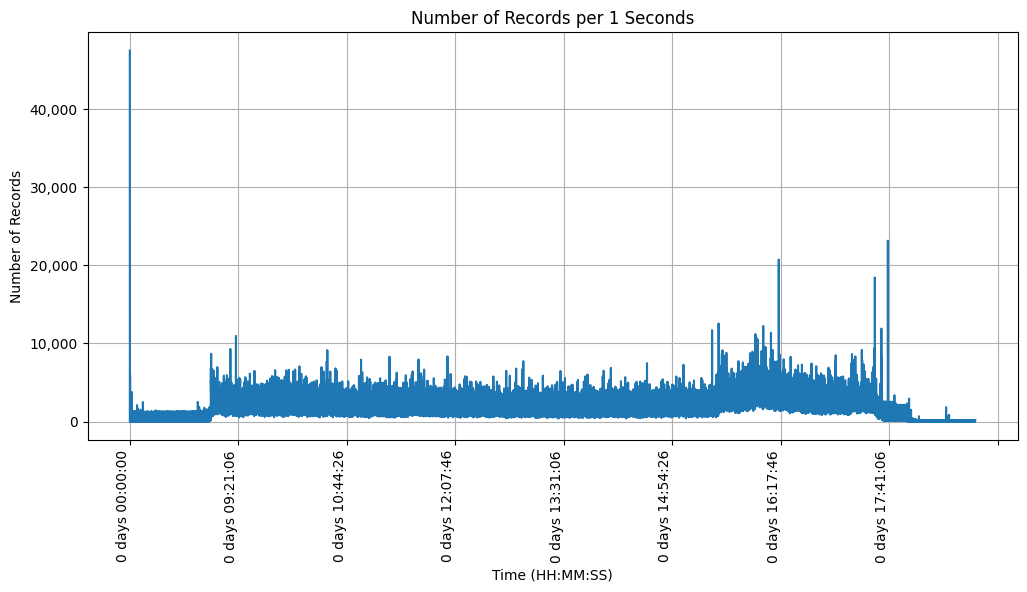 Number of Records per 1 Seconds
Number of Records
40,000
30,000
20,000
10,000
0
0 days 00:00:00
0 days 09:21:06
0 days 10:44:26
0 days 12:07:46
0 days 13:31:06
0 days 14:54:26
0 days 16:17:46
0 days 17:41:06
Time (HH:MM:SS)